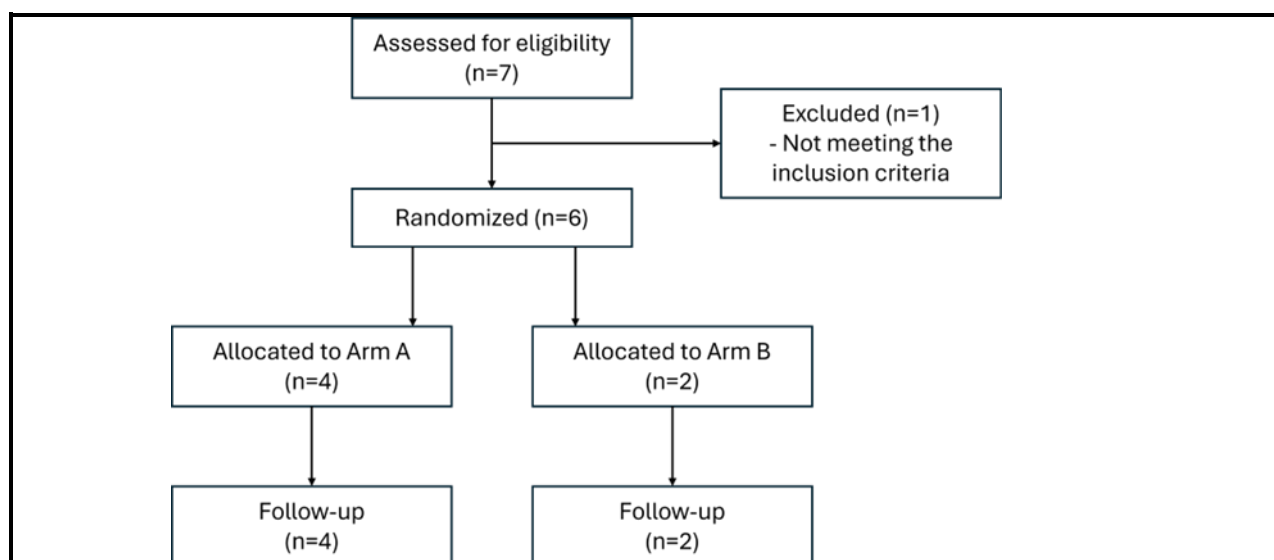 Assessed for eligibility
(n=7)
Excluded (n=1)
- Not meeting the
inclusion criteria
Randomized (n=6)
Allocated to Arm A
(n=4)
Allocated to Arm B
(n=2)
Follow-up
(n=4)
Follow-up
(n=2)